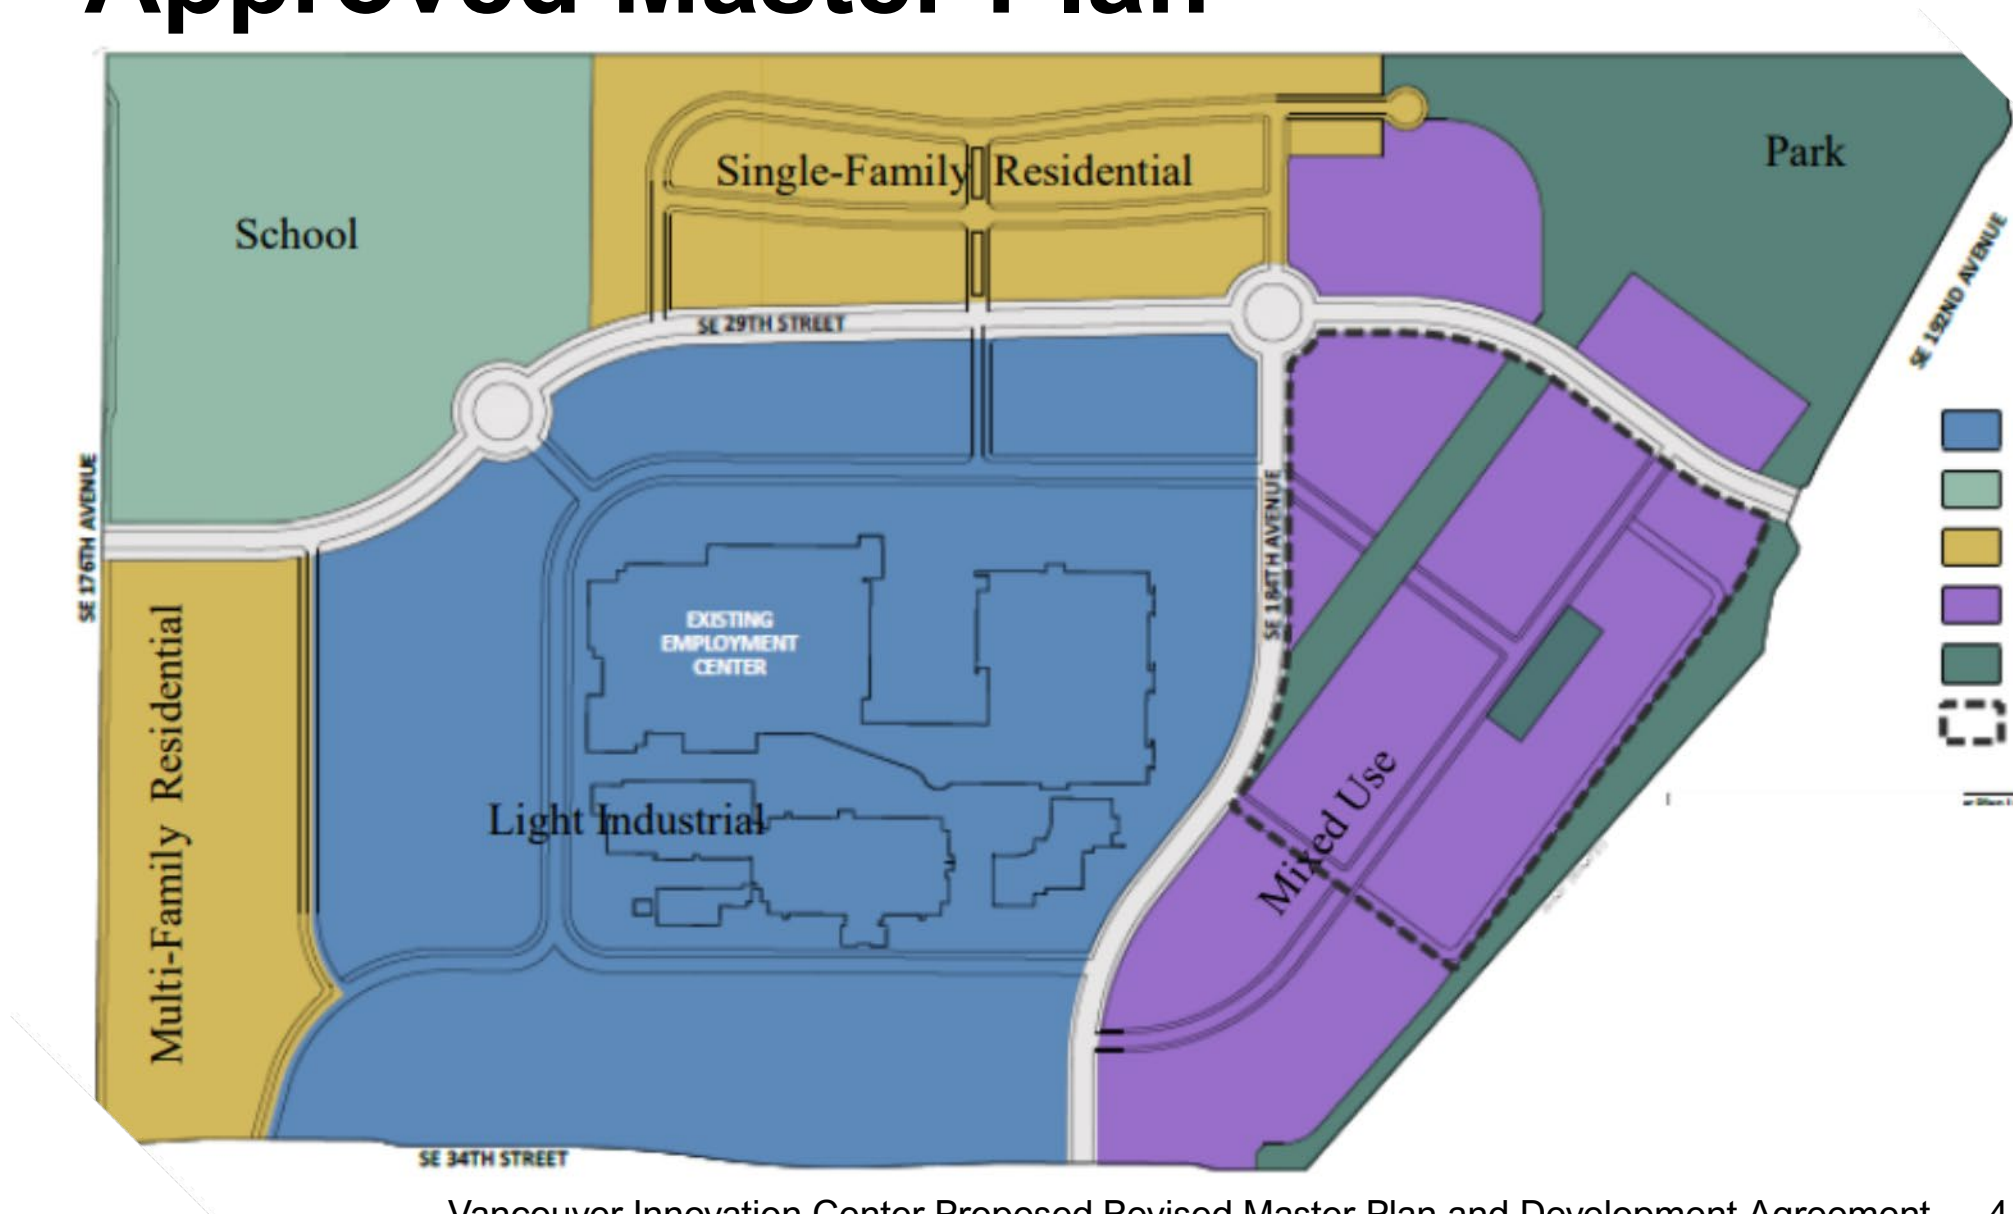 Approved Master Plan
Park
Single-Family Residential
School
SE 192ND AVENUE
SE 29TH STREET
SE 176TH AVENUE
SE 184TH AVENUE
EXISTING
EMPLOYMENT
CENTER
Multi-Family Residential
Light Industrial
Mixed Use
SE 34TH STREET
Vancouver Innovation Center Proposed Revised Master Plan and Development Agreement 4